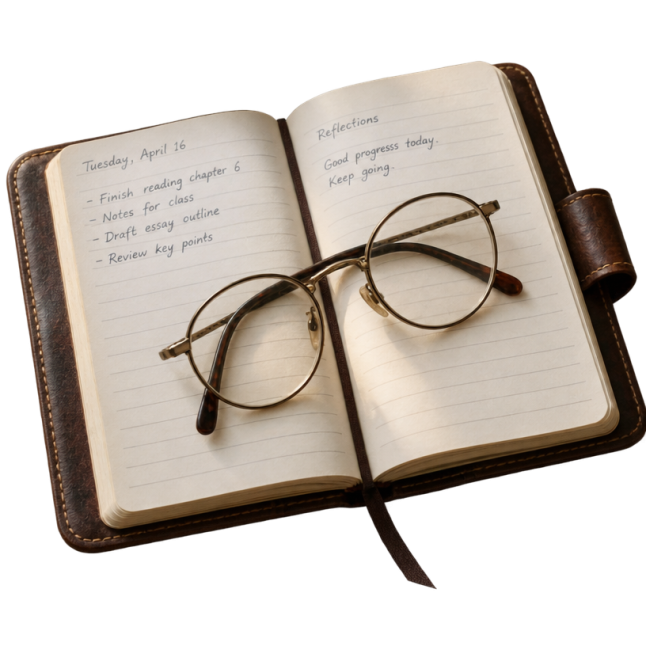 Tuesday, April 16
- Finish reading chapter 6
- Notes for class
- Draft essay outline
- Review key points
Reflections
Good progresss today.
Keep going.